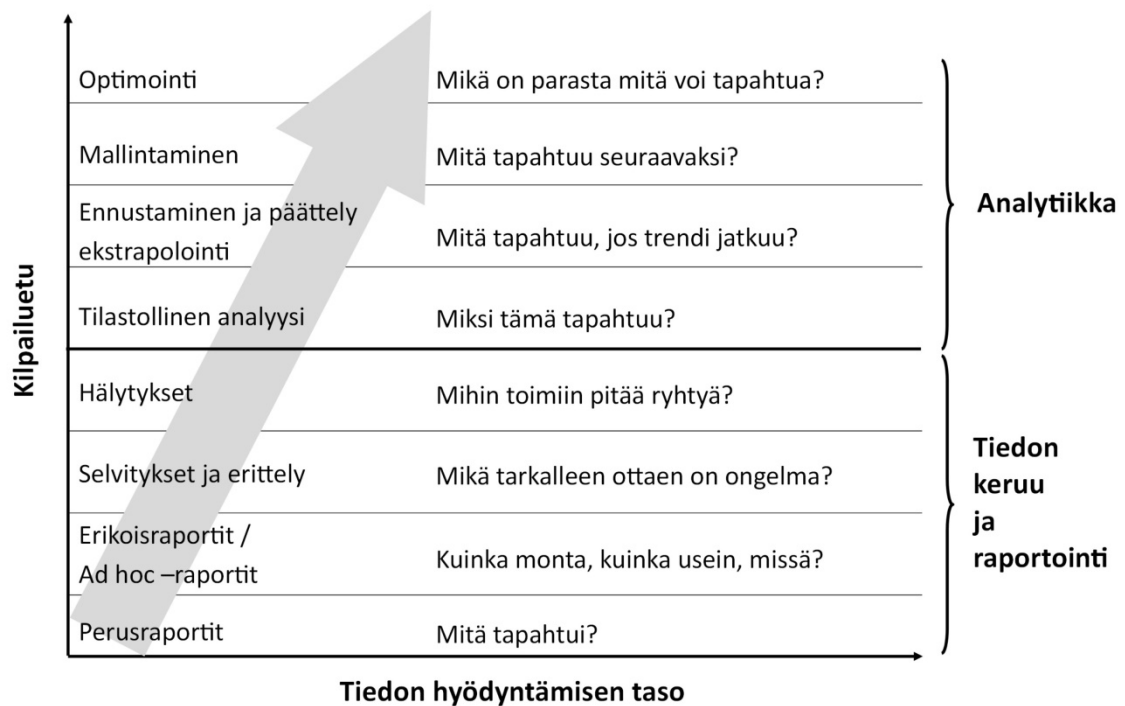 Optimointi
Mikä on parasta mitä voi tapahtua?
Mallintaminen
Mitä tapahtuu seuraavaksi?
Ennustaminen ja päättely
ekstrapolointi
Mitä tapahtuu, jos trendi jatkuu?
Tilastollinen analyysi
Miksi tämä tapahtuu?
Analytiikka
Hälytykset
Mihin toimiin pitää ryhtyä?
Selvitykset ja erittely
Mikä tarkalleen ottaen on ongelma?
Erikoisraportit /
Ad hoc –raportit
Kuinka monta, kuinka usein, missä?
Perusraportit
Mitä tapahtui?
Tiedon
keruu
ja
raportointi
Kilpailuetu
Tiedon hyödyntämisen taso